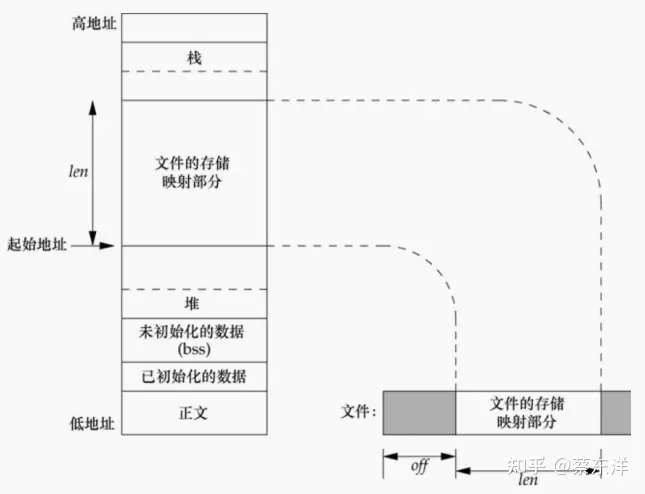 高地址
栈
len
文件的存储
映射部分
起始地址
堆
未初始化的数据
(bss)
已初始化的数据
正文
低地址
文件:
文件的存储
映射部分
off
len
知乎 @蔡东洋